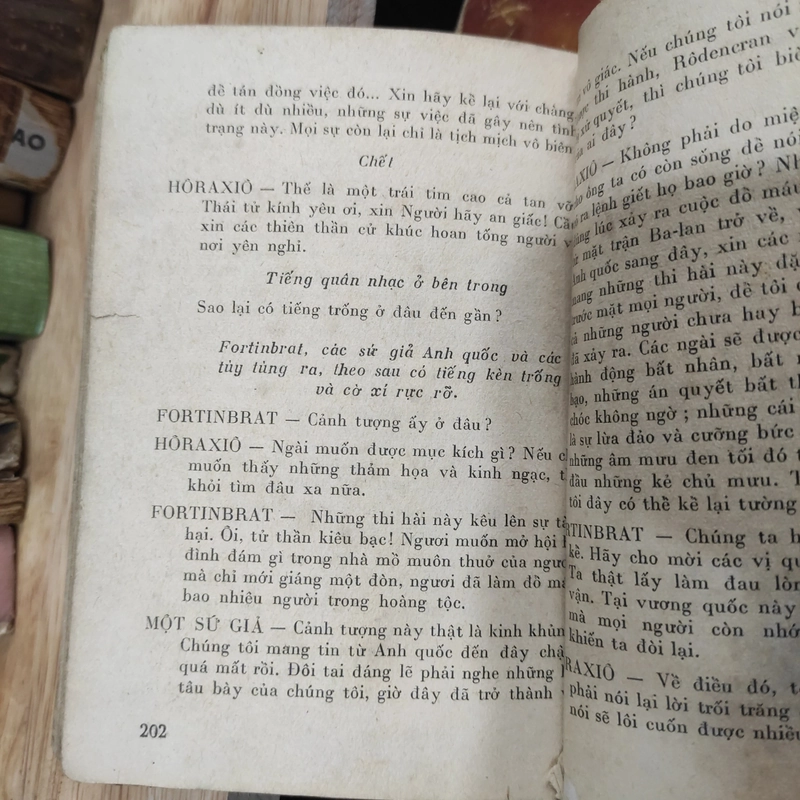 AO
để tán đồng việc đó... Xin hãy kể lại với chàng
dù ít dù nhiều, những sự việc đã gây nên tình
trạng này. Mọi sự còn lại chỉ là tịch mịch vô biên
Chết
HÔRAXIÔ — Thế là một trái tim cao cả tan vỡ
Thái tử kính yêu ơi, xin Người hãy an giấc! Cầu
xin các thiên thần cử khúc hoan tống người
nơi yên nghỉ.
Tiếng quân nhạc ở bên trong
Sao lại có tiếng trống ở đâu đến gần?
Fortinbrat, các sứ giả Anh quốc và các
tùy tùng ra, theo sau có tiếng kèn trống
và cờ xí rực rỡ.
FORTINBRAT — Cảnh tượng ấy ở đâu?
HÔRAXIÔ — Ngài muốn được mục kích gì? Nếu
muốn thấy những thảm họa và kinh ngạc,
khỏi tìm đâu xa nữa.
FORTINBRAT — Những thi hài này kêu lên sự
hại. Ôi, tử thần kiêu bạc! Ngươi muốn mở hội
đình đám gì trong nhà mồ muôn thuở của
mà chỉ mới giáng một đòn, ngươi đã làm đổ
bao nhiêu người trong hoàng tộc.
MỘT SỨ GIẢ — Cảnh tượng này thật là kinh
Chúng tôi mang tin từ Anh quốc đến đây
quá mất rồi. Đôi tai đáng lẽ phải nghe những
tâu bày của chúng tôi, giờ đây đã trở thành
202
giác. Nếu chúng tôi nói
thi hành, Rôdencran
quyết, thì chúng tôi
ai đây?
— Không phải do
ông ta có còn sống để nói
ra lệnh giết họ bao giờ?
lúc xảy ra cuộc đổ máu
mặt trận Ba-lan trở về,
quốc sang đây, xin các
mang những thi hài này
trước mặt mọi người, để tôi
cả những người chưa hay
đã xảy ra. Các ngài sẽ được
hành động bất nhân, bất
bạo, những án quyết bất
chóc không ngờ; những cái
là sự lừa đảo và cưỡng bức
những âm mưu đen tối đó
đầu những kẻ chủ mưu.
tôi đây có thể kể lại tường
TINBRAT — Chúng ta
kể. Hãy cho mời các vị
Ta thật lấy làm đau
vận. Tại vương quốc này
mà mọi người còn nhớ
khiến ta đòi lại.
RAXIÔ — Về điều đó,
phải nói lại lời trối trăng
nói sẽ lôi cuốn được nhiều